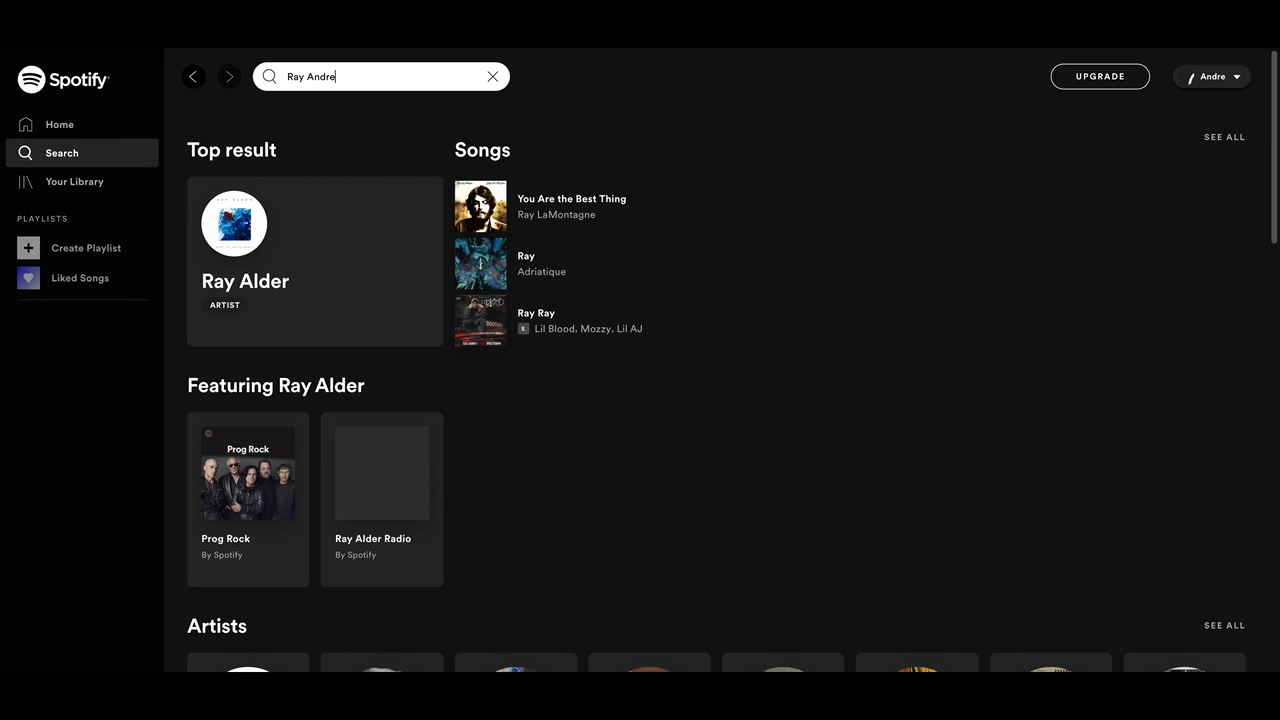 Spotify
Home
Search
Your Library
PLAYLISTS
Create Playlist
Liked Songs
Ray Andre
UPGRADE
Andre
Top result
Ray Alder
ARTIST
Songs
SEE ALL
You Are the Best Thing
Ray LaMontagne
Ray
Adriatique
Ray Ray
E Lil Blood, Mozzy, Lil AJ
Featuring Ray Alder
Prog Rock
Prog Rock
By Spotify
Ray Alder Radio
By Spotify
Artists
SEE ALL